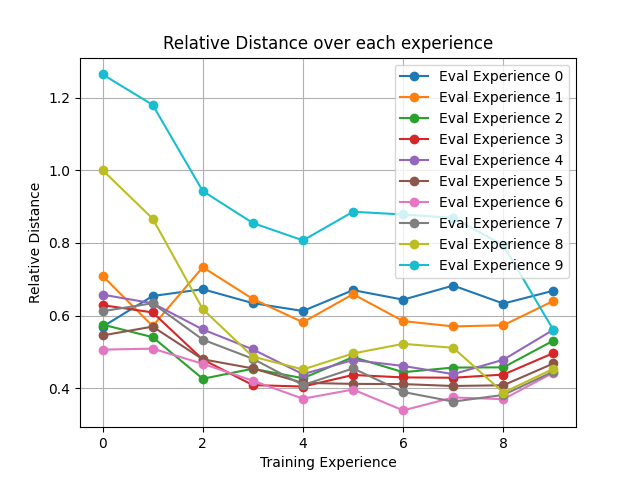 Relative Distance over each experience
Relative Distance
1.2
1.0
0.8
0.6
0.4
Eval Experience 0
Eval Experience 1
Eval Experience 2
Eval Experience 3
Eval Experience 4
Eval Experience 5
Eval Experience 6
Eval Experience 7
Eval Experience 8
Eval Experience 9
0 2 4 6 8
Training Experience